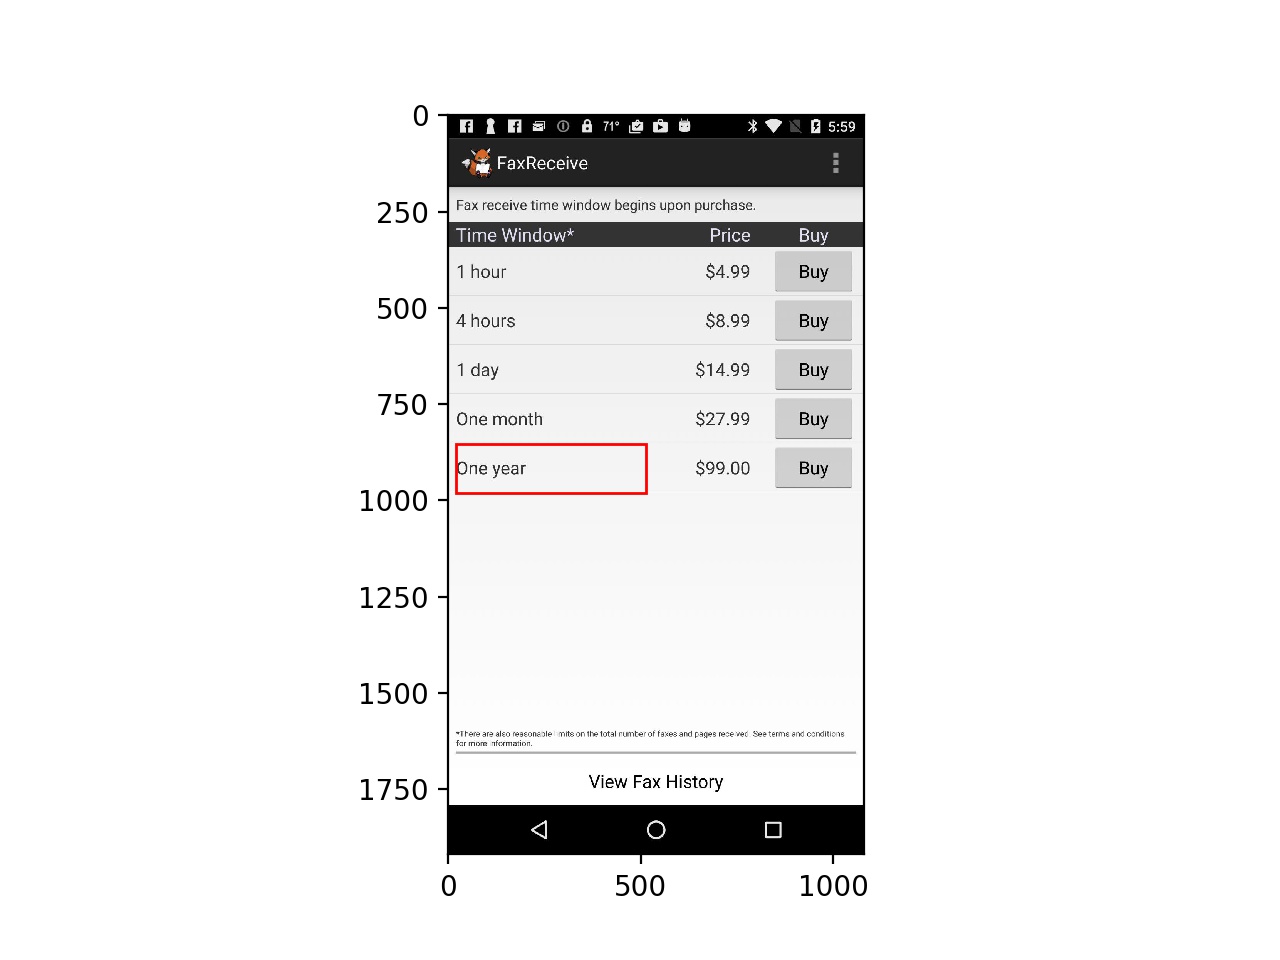 0
250
500
750
1000
1250
1500
1750
71° 5:59
FaxReceive
Fax receive time window begins upon purchase.
Time Window* Price Buy
1 hour $4.99 Buy
4 hours $8.99 Buy
1 day $14.99 Buy
One month $27.99 Buy
One year $99.00 Buy
*There are also reasonable limits on the total number of faxes and pages received. See terms and conditions
for more information.
View Fax History
0 500 1000